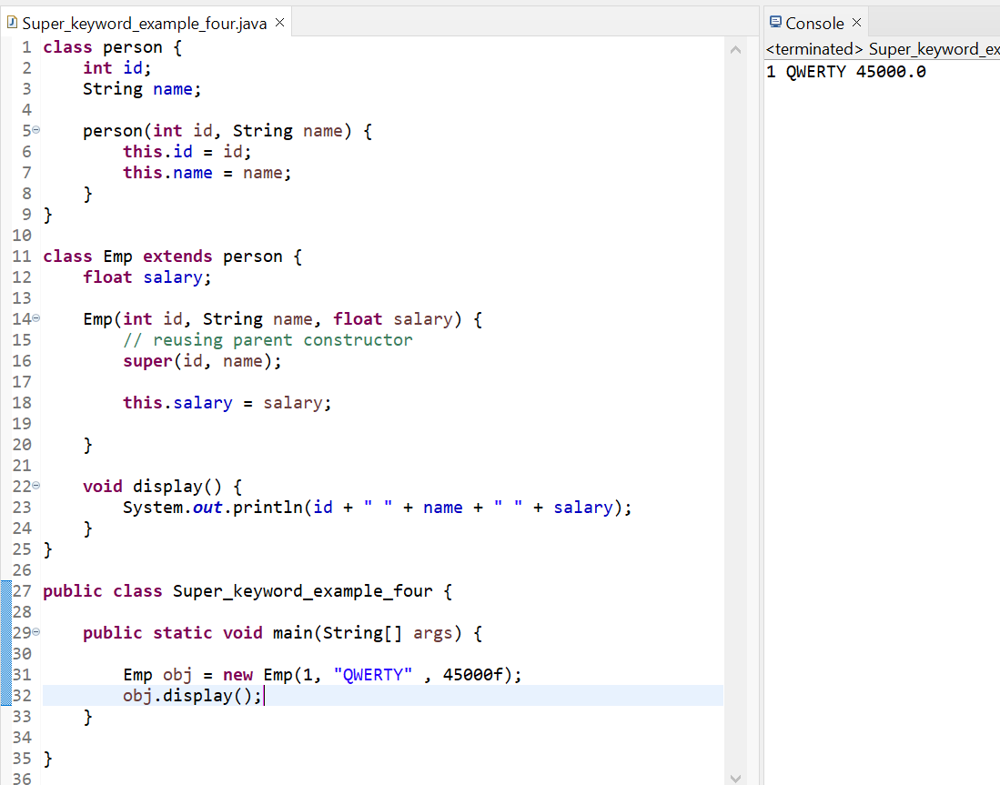 Super_keyword_example_four.java
1 class person {
2     int id;
3     String name;
4
5     person(int id, String name) {
6         this.id = id;
7         this.name = name;
8     }
9 }
10
11 class Emp extends person {
12     float salary;
13
14     Emp(int id, String name, float salary) {
15         // reusing parent constructor
16         super(id, name);
17
18         this.salary = salary;
19
20     }
21
22     void display() {
23         System.out.println(id + " " + name + " " + salary);
24     }
25 }
26
27 public class Super_keyword_example_four {
28
29     public static void main(String[] args) {
30
31         Emp obj = new Emp(1, "QWERTY" , 45000f);
32         obj.display();
33     }
34
35 }
36
Console
<terminated> Super_keyword_ex
1 QWERTY 45000.0